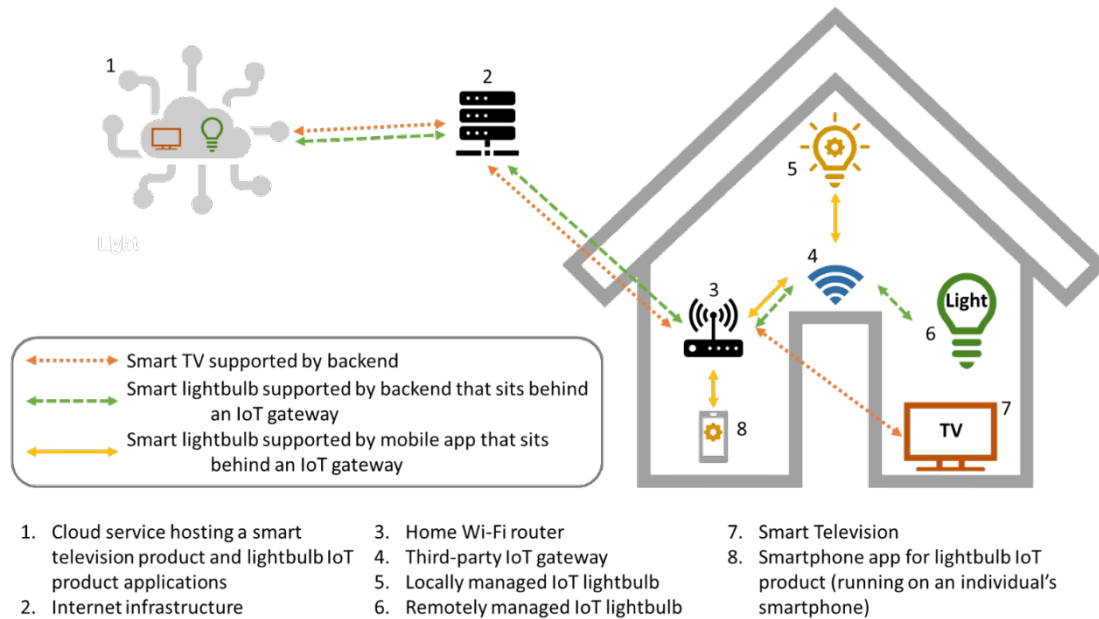 1
2
5
4
3
Light
Light
6
Smart TV supported by backend
Smart lightbulb supported by backend that sits behind
an IoT gateway
Smart lightbulb supported by mobile app that sits
behind an IoT gateway
8
7
TV
1. Cloud service hosting a smart
television product and lightbulb IoT
product applications
2. Internet infrastructure
3. Home Wi-Fi router
4. Third-party IoT gateway
5. Locally managed IoT lightbulb
6. Remotely managed IoT lightbulb
7. Smart Television
8. Smartphone app for lightbulb IoT
product (running on an individual's
smartphone)